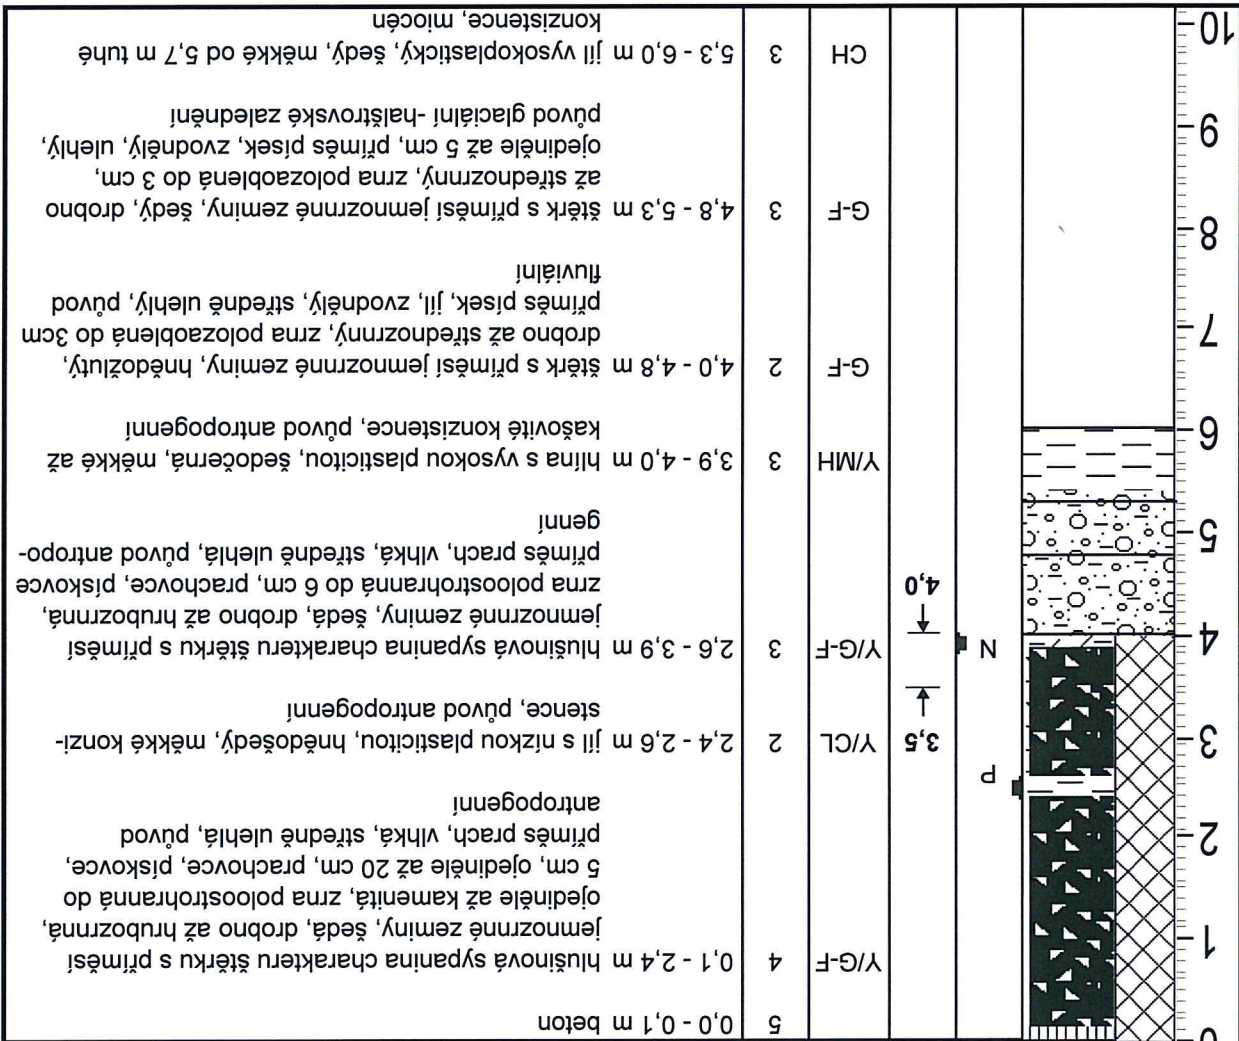 0
5 0,0 - 0,1 m beton
Y/G-F 4 0,1 - 2,4 m hlušinová sypanina charakteru štěrku s příměsí
jemnozrnné zeminy, šedá, drobno až hrubozrnná,
1
ojediněle až kamenitá, zrna poloostrohranná do
5 cm, ojediněle až 20 cm, prachovce, pískovce,
příměs prach, vlhká, středně ulehlá, původ
2
antropogenní
P
3,5 Y/CL 2 2,4 - 2,6 m jíl s nízkou plasticitou, hnědošedý, měkké konzi-
3
stence, původ antropogenní
N Y/G-F 3 2,6 - 3,9 m hlušinová sypanina charakteru štěrku s příměsí
4
jemnozrnné zeminy, šedá, drobno až hrubozrnná,
4,0
zrna poloostrohranná do 6 cm, prachovce, pískovce
příměs prach, vlhká, středně ulehlá, původ antropo-
5
genní
Y/MH 3 3,9 - 4,0 m hlína s vysokou plasticitou, šedočerná, měkké až
kašovité konzistence, původ antropogenní
6
G-F 2 4,0 - 4,8 m štěrk s příměsí jemnozrnné zeminy, hnědožlutý,
drobno až střednozrnný, zrna polozaoblená do 3cm
7
příměs písek, jíl, zvodnělý, středně ulehlý, původ
fluviální
8
G-F 3 4,8 - 5,3 m štěrk s příměsí jemnozrnné zeminy, šedý, drobno
až střednozrnný, zrna polozaoblená do 3 cm,
ojediněle až 5 cm, příměs písek, zvodnělý, ulehlý,
9
původ glaciální -halštrovské zalednění
CH 3 5,3 - 6,0 m jíl vysokoplastický, šedý, měkké, od 5,7 m tuhé
10
konzistence, miocén